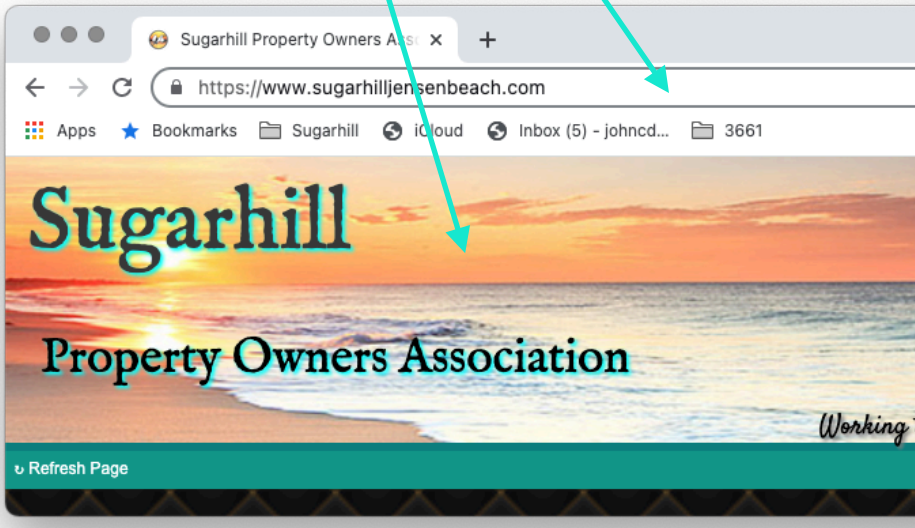 Sugarhill Property Owners Ass
https://www.sugarhilljensenbeach.com
Apps Bookmarks Sugarhill iCloud Inbox (5) - johncd... 3661
Sugarhill
Property Owners Association
Working
↻ Refresh Page